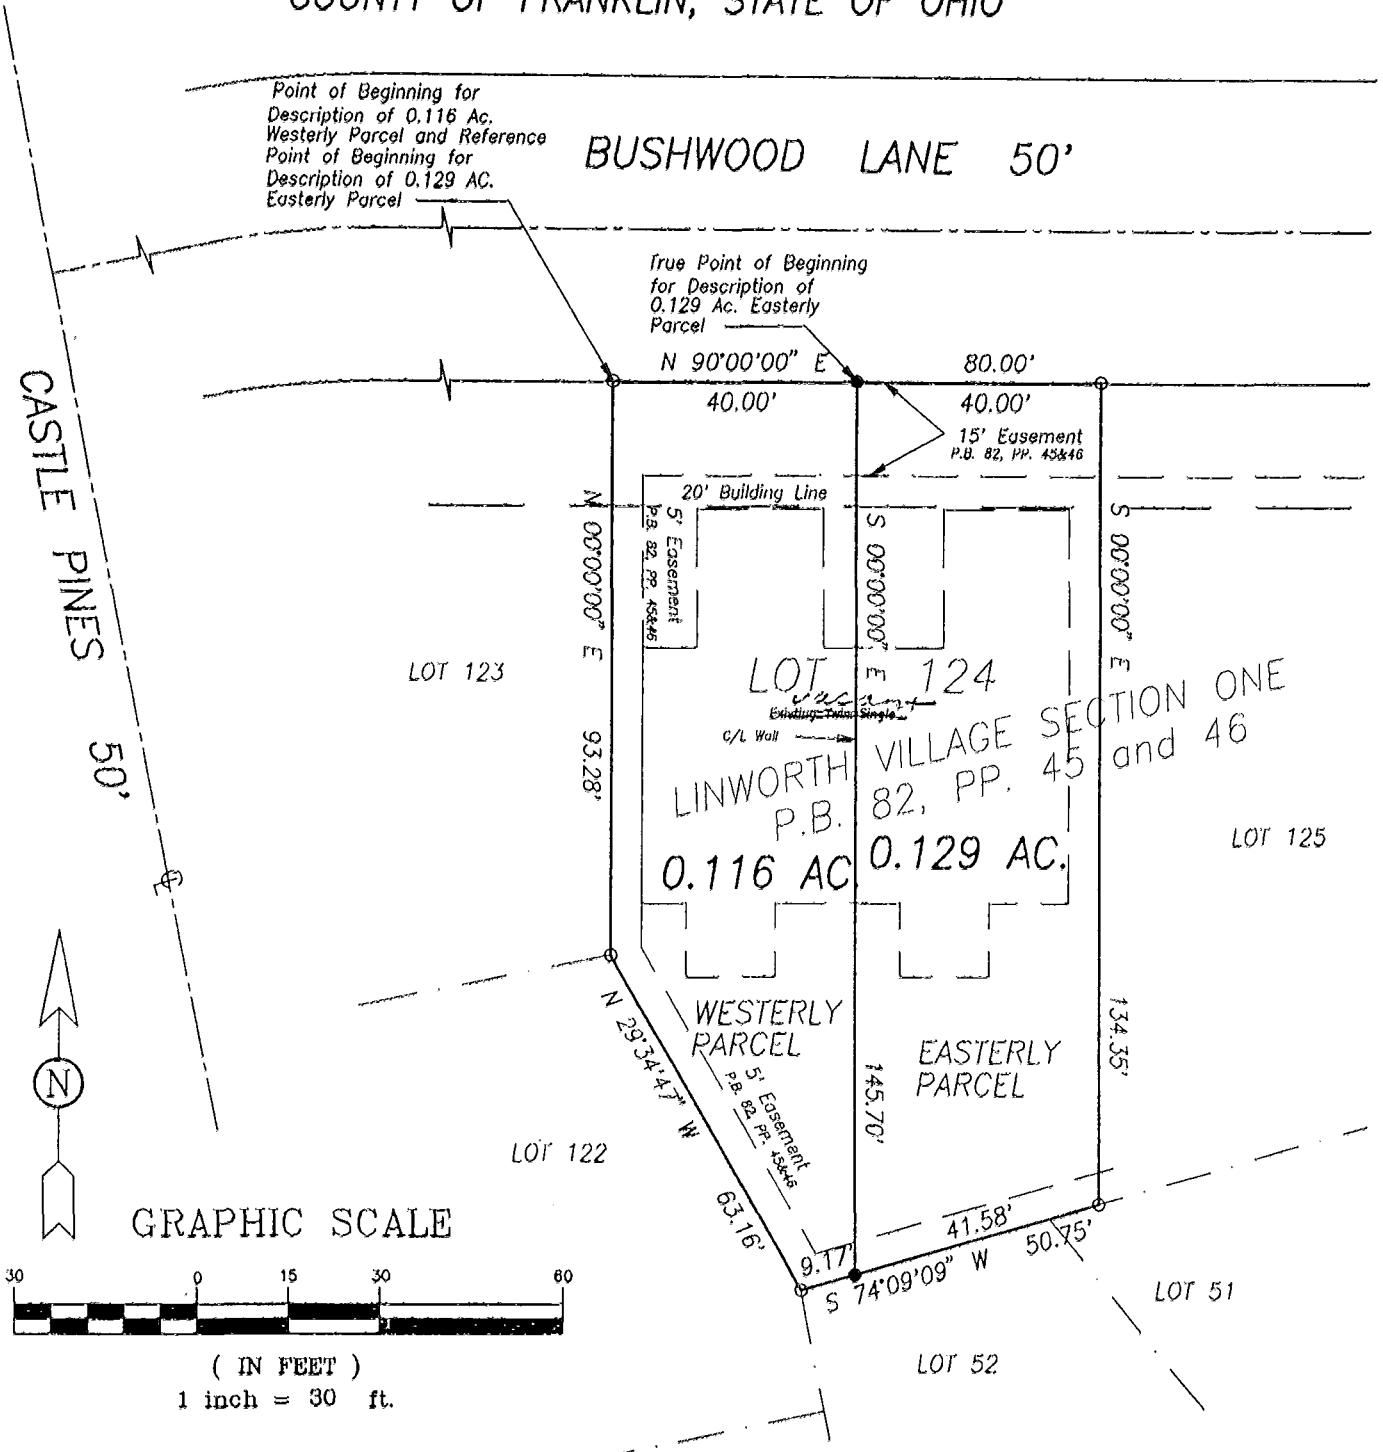 COUNTY OF FRANKLIN, STATE OF OHIO
Point of Beginning for
Description of 0.116 Ac.
Westerly Parcel and Reference
Point of Beginning for
Description of 0.129 AC.
Easterly Parcel
BUSHWOOD LANE 50'
True Point of Beginning
for Description of
0.129 Ac. Easterly
Parcel
N 90°00'00" E 80.00'
40.00' 40.00'
15' Easement
P.B. 82, PP. 45&46
20' Building Line
CASTLE PINES 50'
N 00°00'00" E 93.28'
5' Easement
P.B. 82, PP. 45&46
S 00°00'00" E 145.70'
S 00°00'00" E 134.35'
LOT 123
LOT 124
vacant
Existing Twin Single
C/L Wall
LINWORTH VILLAGE SECTION ONE
P.B. 82, PP. 45 and 46
LOT 125
0.116 AC. 0.129 AC.
WESTERLY
PARCEL
EASTERLY
PARCEL
N 29°34'47" W 63.16'
5' Easement
P.B. 82, PP. 45&46
N
LOT 122
41.58'
9.17'
S 74°09'09" W 50.75'
LOT 51
LOT 52
GRAPHIC SCALE
30 0 15 30 60
( IN FEET )
1 inch = 30 ft.